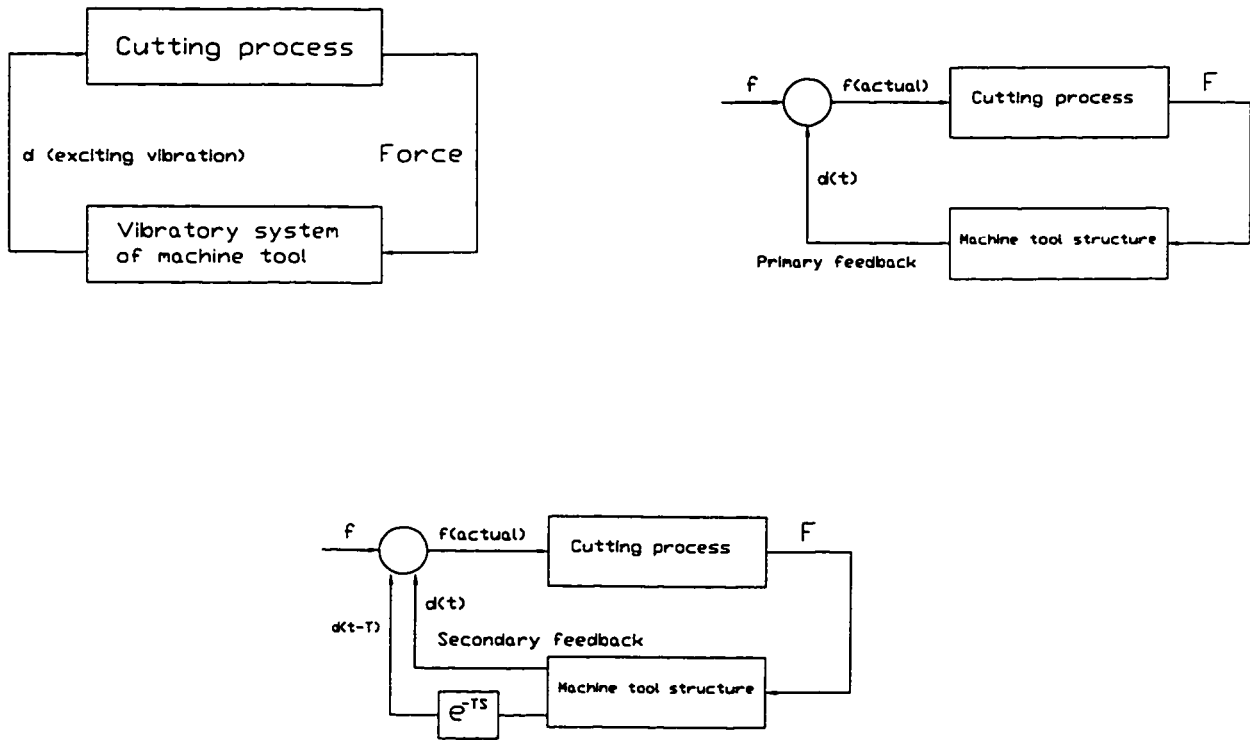 Cutting process
d (exciting vibration)
Force
Vibratory system
of machine tool
f
f(actual)
Cutting process
F
d(t)
Machine tool structure
Primary feedback
f
f(actual)
Cutting process
F
d(t)
d(t-T)
Secondary feedback
Machine tool structure
e-TS